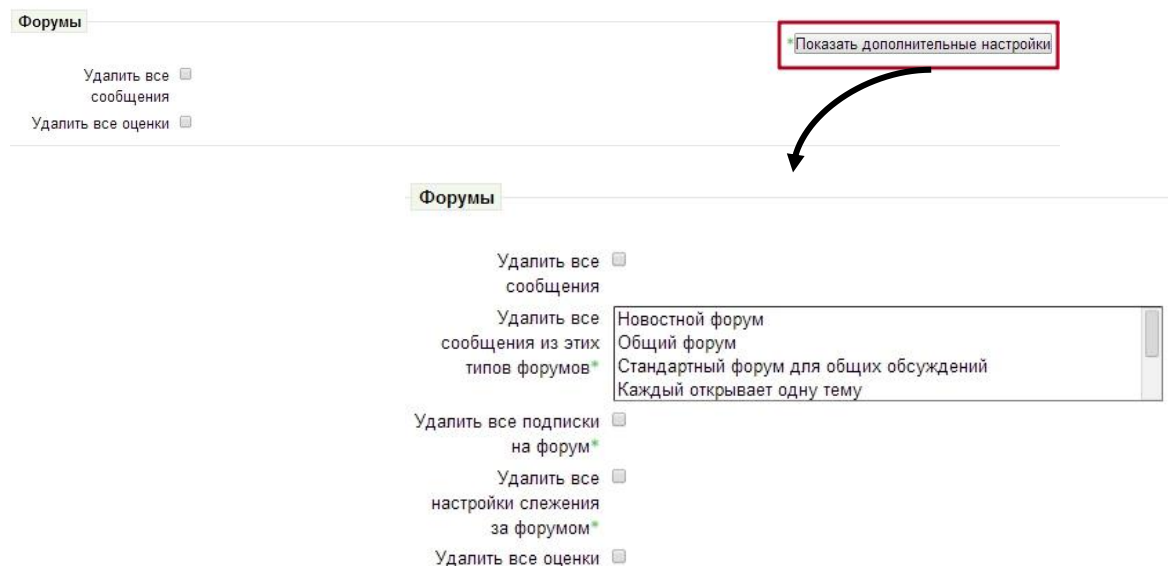 Форумы
*Показать дополнительные настройки
Удалить все
сообщения
Удалить все оценки
Форумы
Удалить все
сообщения
Удалить все
сообщения из этих
типов форумов*
Новостной форум
Общий форум
Стандартный форум для общих обсуждений
Каждый открывает одну тему
Удалить все подписки
на форум*
Удалить все
настройки слежения
за форумом*
Удалить все оценки